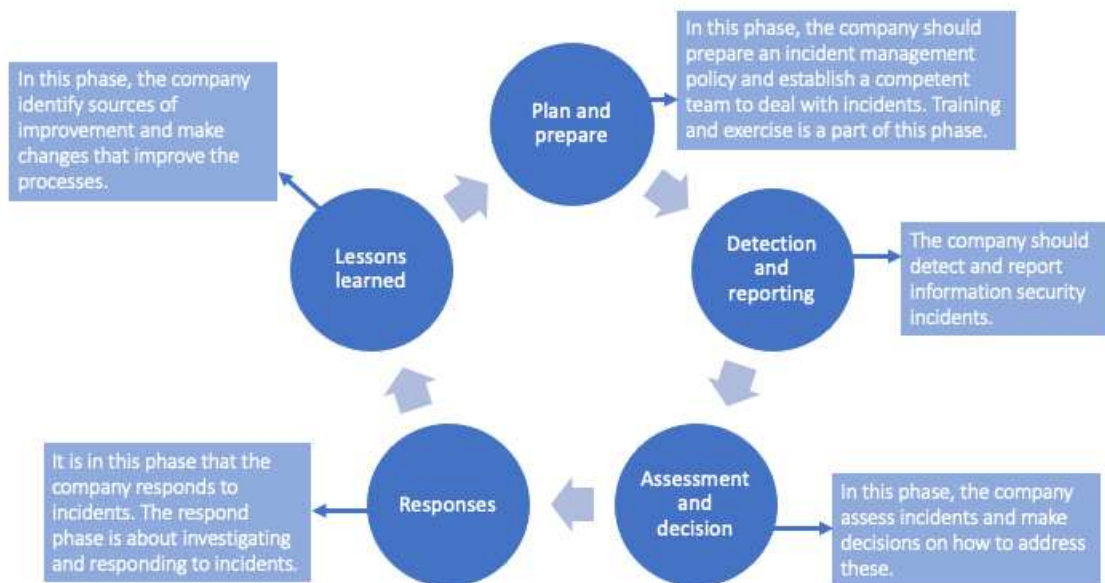 Plan and
prepare
In this phase, the company should
prepare an incident management
policy and establish a competent
team to deal with incidents. Training
and exercise is a part of this phase.
Detection
and
reporting
The company should
detect and report
information security
incidents.
Assessment
and
decision
In this phase, the company
assess incidents and make
decisions on how to address
these.
Responses
It is in this phase that the
company responds to
incidents. The respond
phase is about investigating
and responding to incidents.
Lessons
learned
In this phase, the company
identify sources of
improvement and make
changes that improve the
processes.